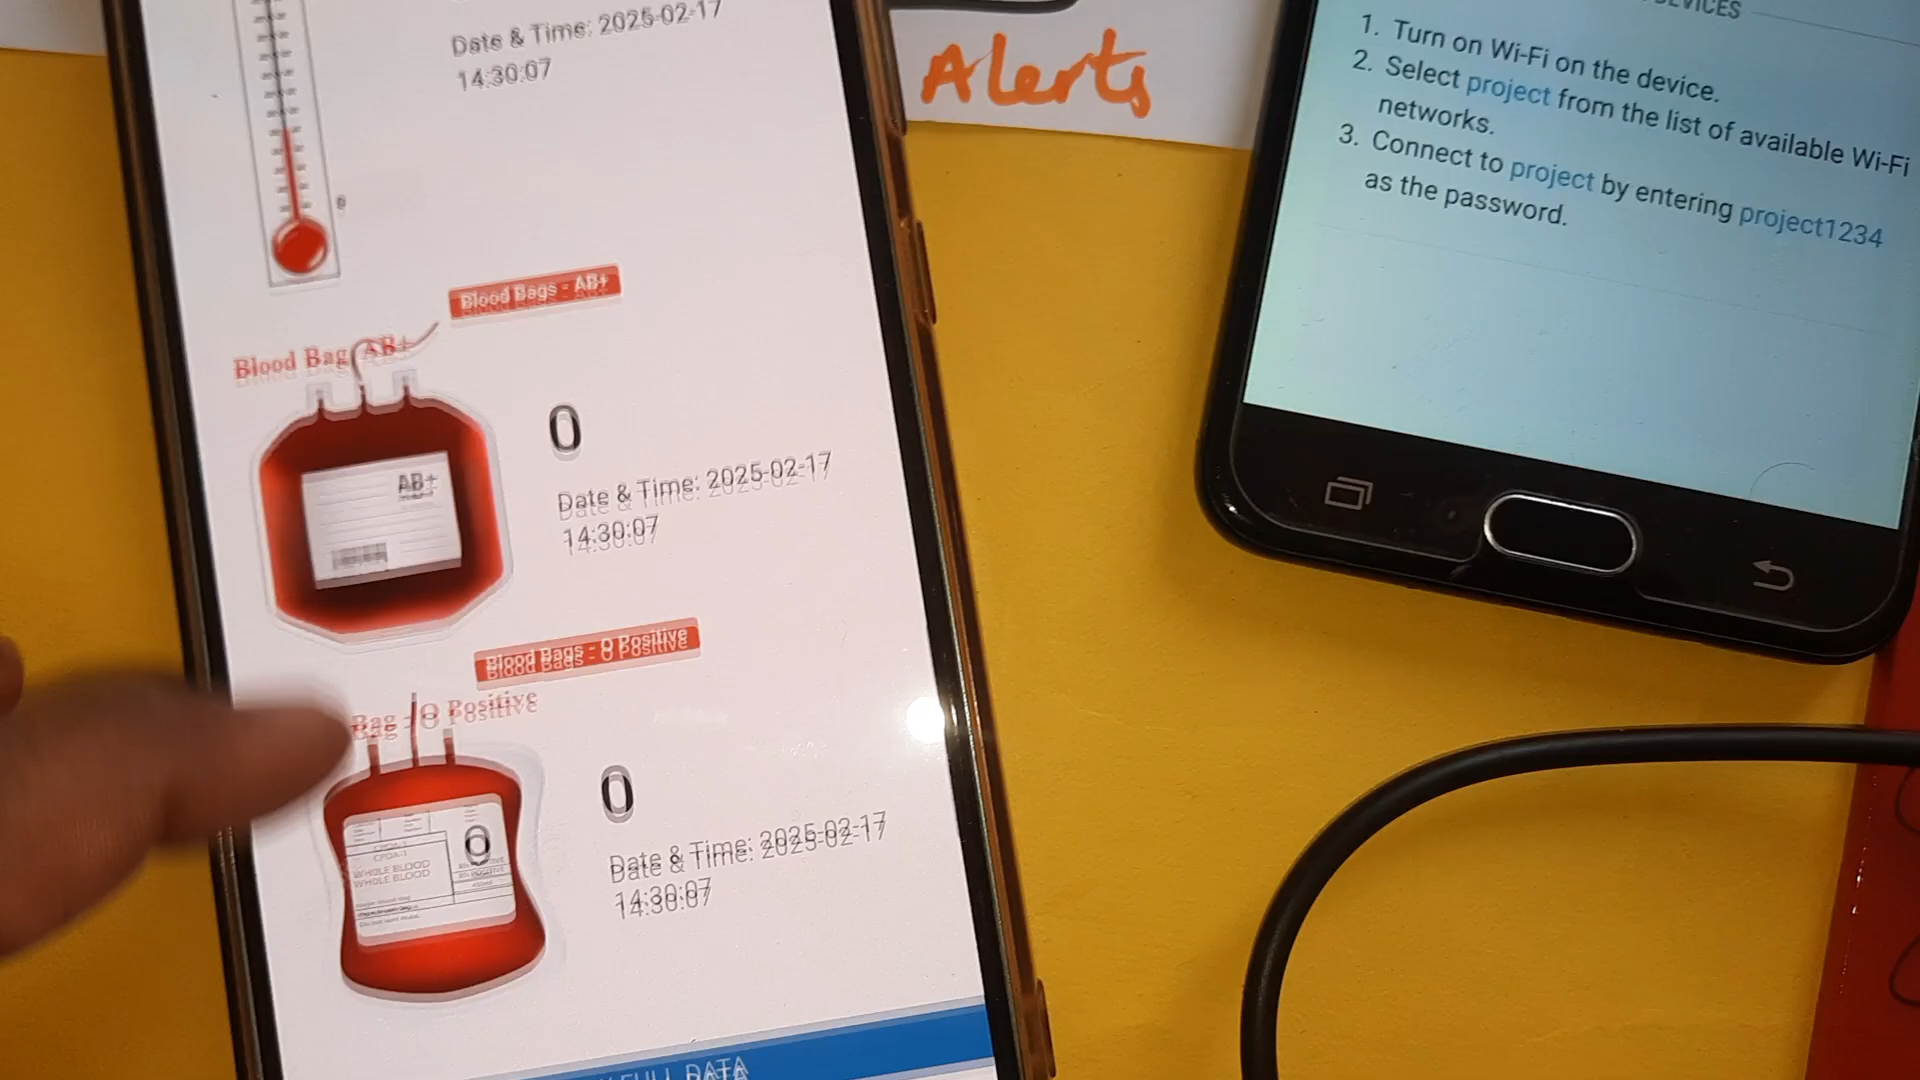 Date & Time: 2025-02-17
14:30:07
Blood Bags - AB+
Blood Bag AB+
AB+
0
Date & Time: 2025-02-17
14:30:07
Blood Bags - O Positive
Bag - O Positive
CPDA-1
WHOLE BLOOD
O
0
Date & Time: 2025-02-17
14:30:07
FULL DATA
Alerts
DEVICES
1. Turn on Wi-Fi on the device.
2. Select project from the list of available Wi-Fi
networks.
3. Connect to project by entering project1234
as the password.